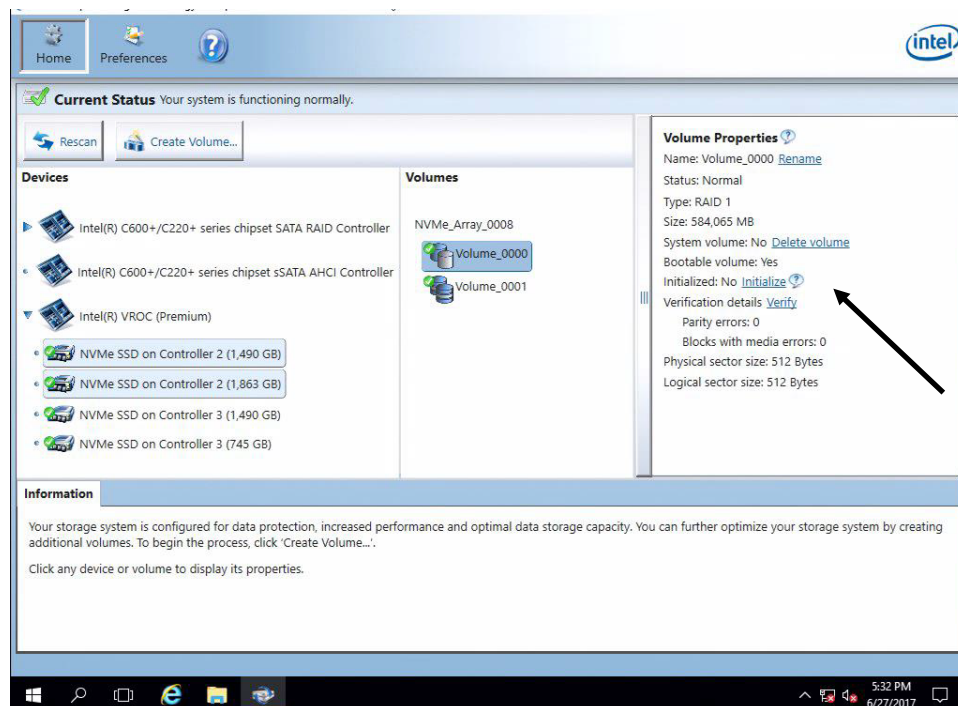 Home
Preferences
?
intel
Current Status Your system is functioning normally.
Rescan
Create Volume...
Devices
Intel(R) C600+/C220+ series chipset SATA RAID Controller
Intel(R) C600+/C220+ series chipset sSATA AHCI Controller
Intel(R) VROC (Premium)
NVMe SSD on Controller 2 (1,490 GB)
NVMe SSD on Controller 2 (1,863 GB)
NVMe SSD on Controller 3 (1,490 GB)
NVMe SSD on Controller 3 (745 GB)
Volumes
NVMe_Array_0008
Volume_0000
Volume_0001
Volume Properties ?
Name: Volume_0000 Rename
Status: Normal
Type: RAID 1
Size: 584,065 MB
System volume: No Delete volume
Bootable volume: Yes
Initialized: No Initialize ?
Verification details Verify
Parity errors: 0
Blocks with media errors: 0
Physical sector size: 512 Bytes
Logical sector size: 512 Bytes
Information
Your storage system is configured for data protection, increased performance and optimal data storage capacity. You can further optimize your storage system by creating
additional volumes. To begin the process, click 'Create Volume...'.
Click any device or volume to display its properties.
5:32 PM
6/27/2017